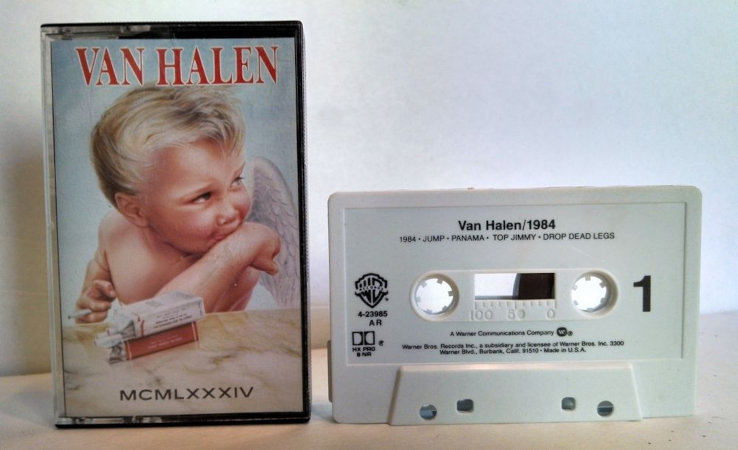 VAN HALEN
MCMLXXXIV
Van Halen/1984
1984 • JUMP • PANAMA • TOP JIMMY • DROP DEAD LEGS
4-23985
A R
HX PRO
B NR
100 50 0
1
A Warner Communications Company
Warner Bros. Records Inc., a subsidiary and licensee of Warner Bros. Inc. 3300
Warner Blvd., Burbank, Calif. 91510 • Made in U.S.A.